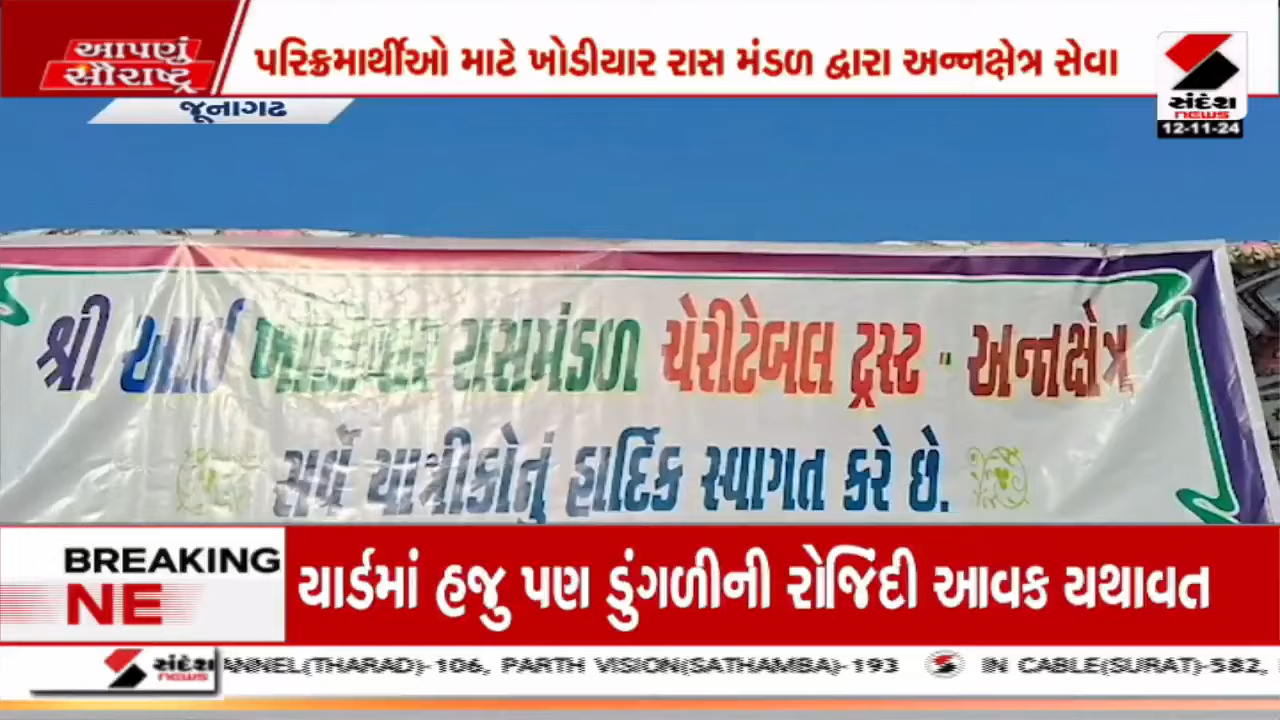 આપણું
સૌરાષ્ટ્ર
પરિક્રમાર્થીઓ માટે ખોડીયાર રાસ મંડળ દ્વારા અન્નક્ષેત્ર સેવા
સંદેશ
NEWS
12-11-24
જૂનાગઢ
શ્રી આઈ ખોડીયાર રાસમંડળ ચેરીટેબલ ટ્રસ્ટ - અન્નક્ષેત્ર
સર્વે યાત્રીકોનું હાર્દિક સ્વાગત કરે છે.
BREAKING
NE
યાર્ડમાં હજુ પણ ડુંગળીની રોજિંદી આવક યથાવત
સંદેશ
NEWS
ANNEL(THARAD)-106, PARTH VISION(SATHAMBA)-193 IN CABLE(SURAT)-582,